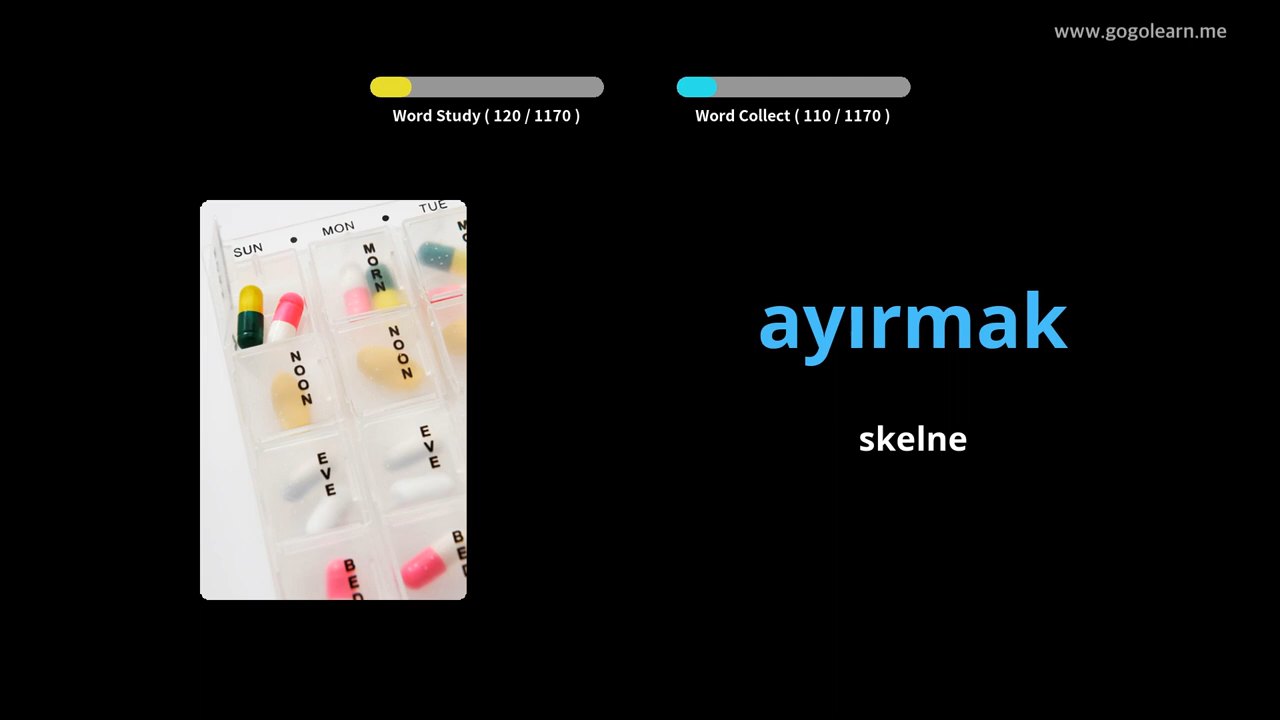 www.gogolearn.me
Word Study ( 120 / 1170 )
Word Collect ( 110 / 1170 )
SUN • MON • TUE
MORN
NOON
NOON
EVE
EVE
BED
ayırmak
skelne